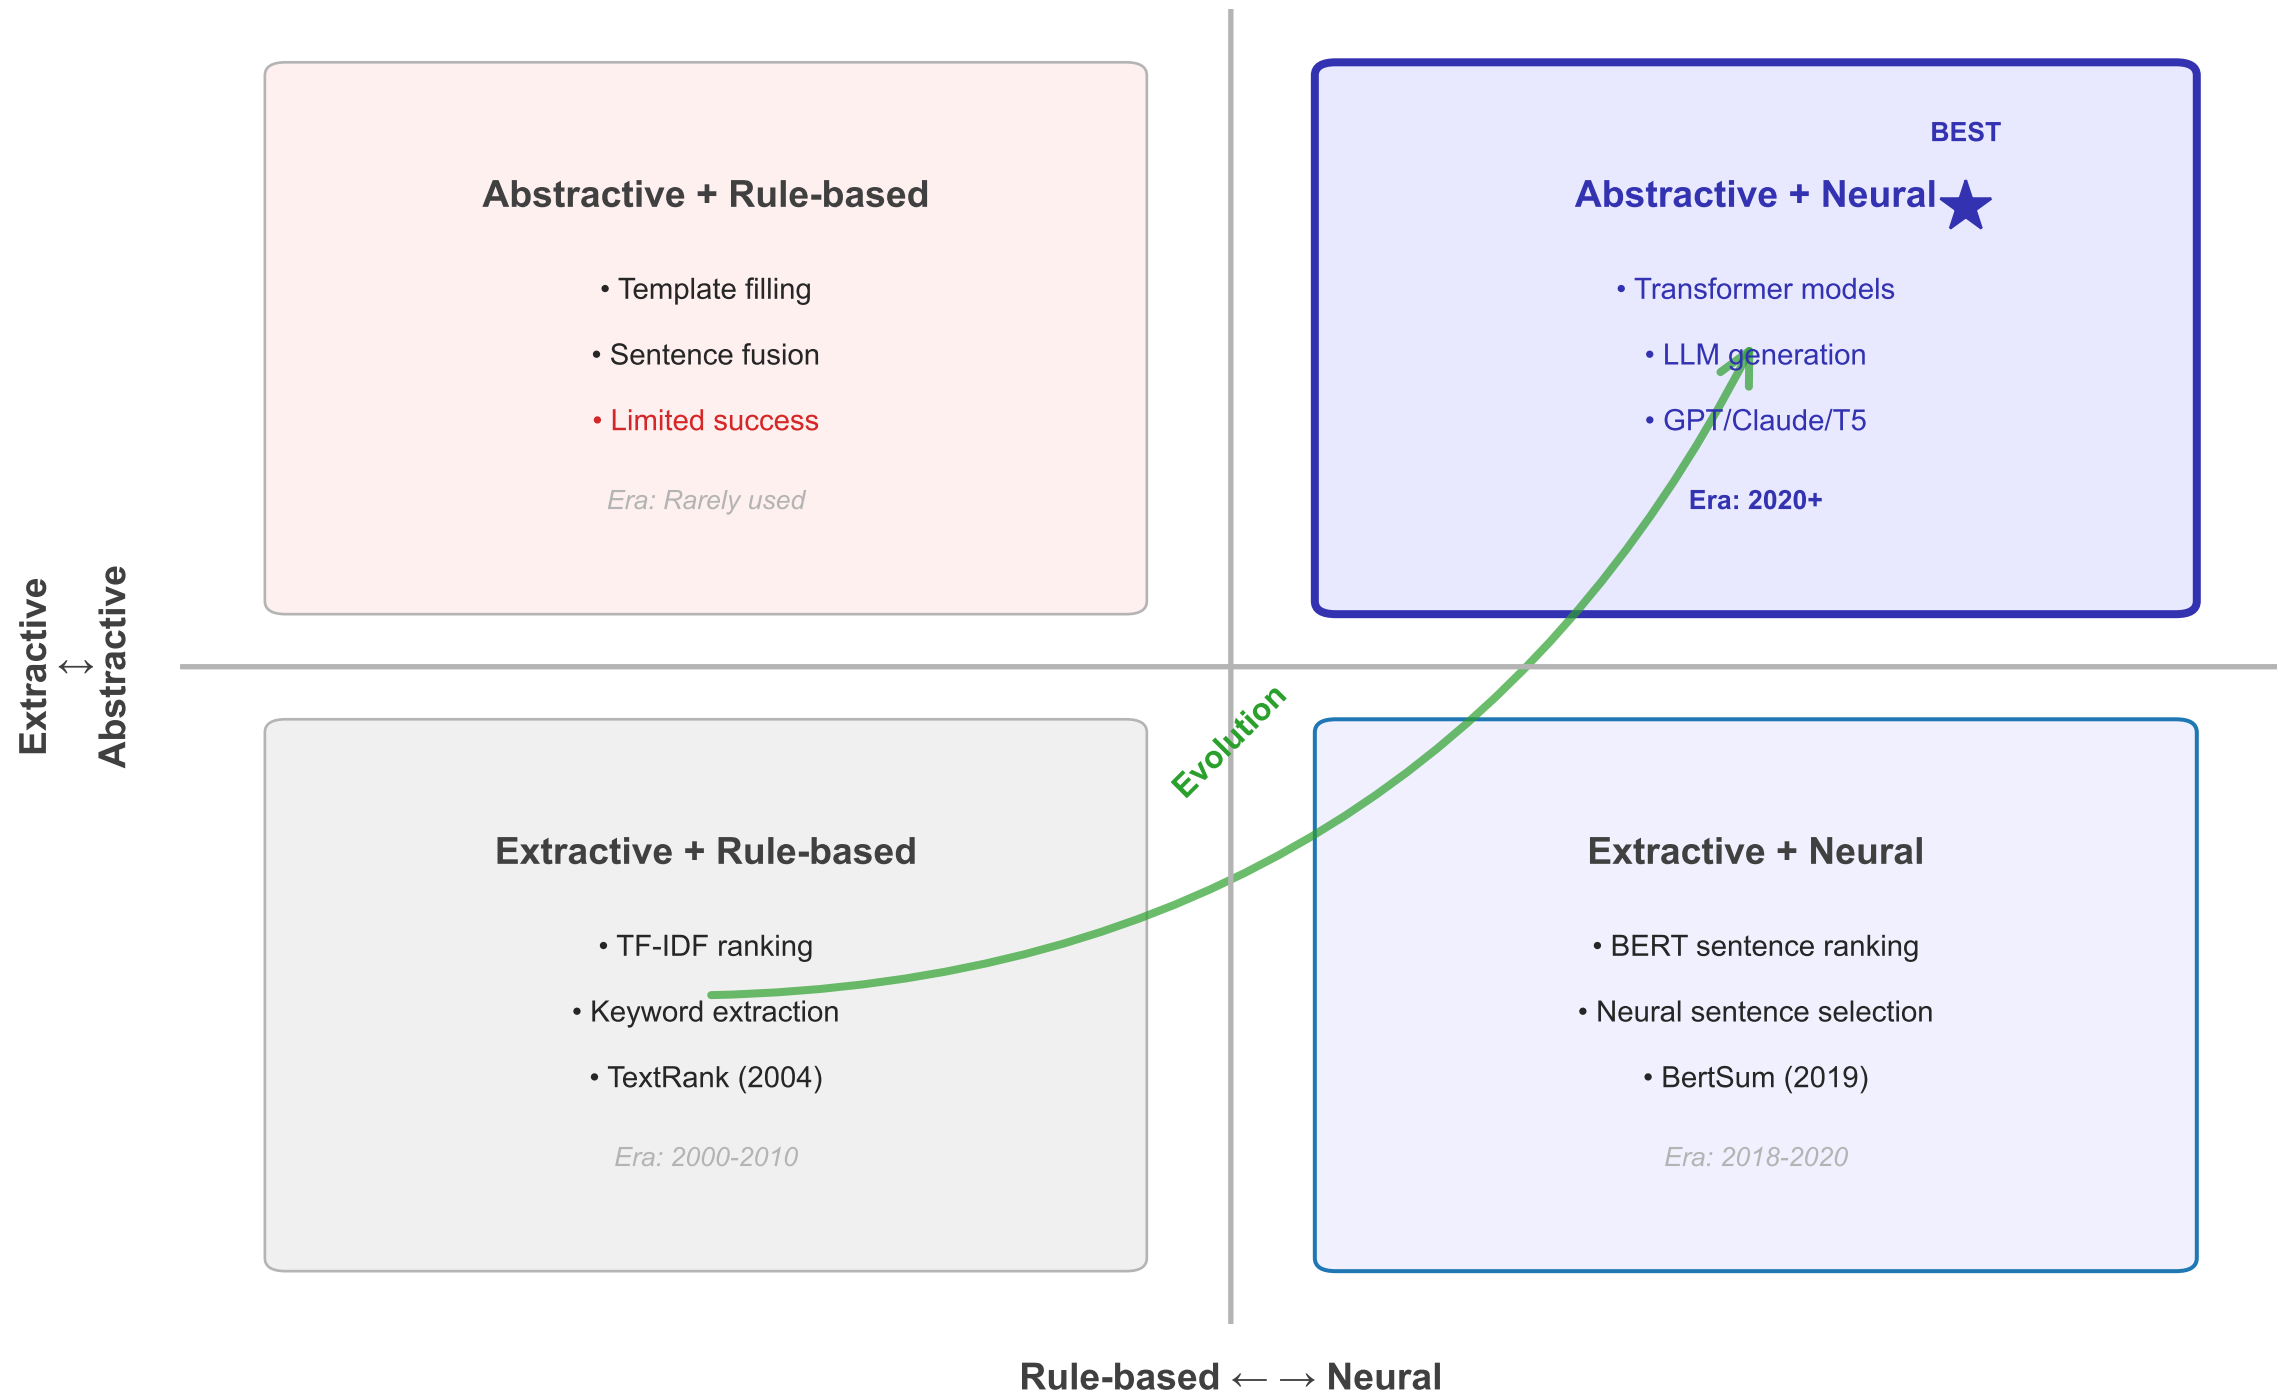 Abstractive + Rule-based
• Template filling
• Sentence fusion
• Limited success
Era: Rarely used
BEST
Abstractive + Neural
• Transformer models
• LLM generation
• GPT/Claude/T5
Era: 2020+
Extractive
↔
Abstractive
Evolution
Extractive + Rule-based
• TF-IDF ranking
• Keyword extraction
• TextRank (2004)
Era: 2000-2010
Extractive + Neural
• BERT sentence ranking
• Neural sentence selection
• BertSum (2019)
Era: 2018-2020
Rule-based ← → Neural